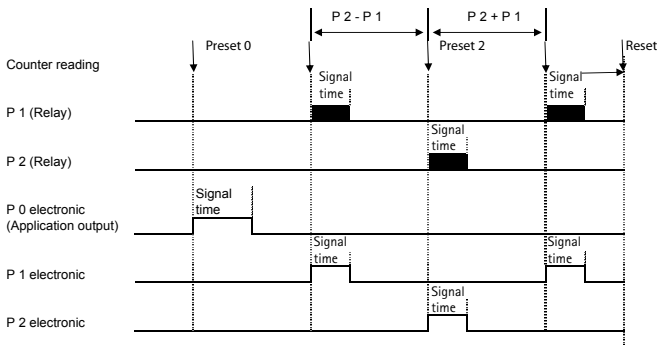 P 2 - P 1
P 2 + P 1
Preset 0
Preset 2
Reset
Counter reading
Signal
time
Signal
time
P 1 (Relay)
Signal
time
P 2 (Relay)
Signal
time
P 0 electronic
(Application output)
Signal
time
Signal
time
P 1 electronic
Signal
time
P 2 electronic